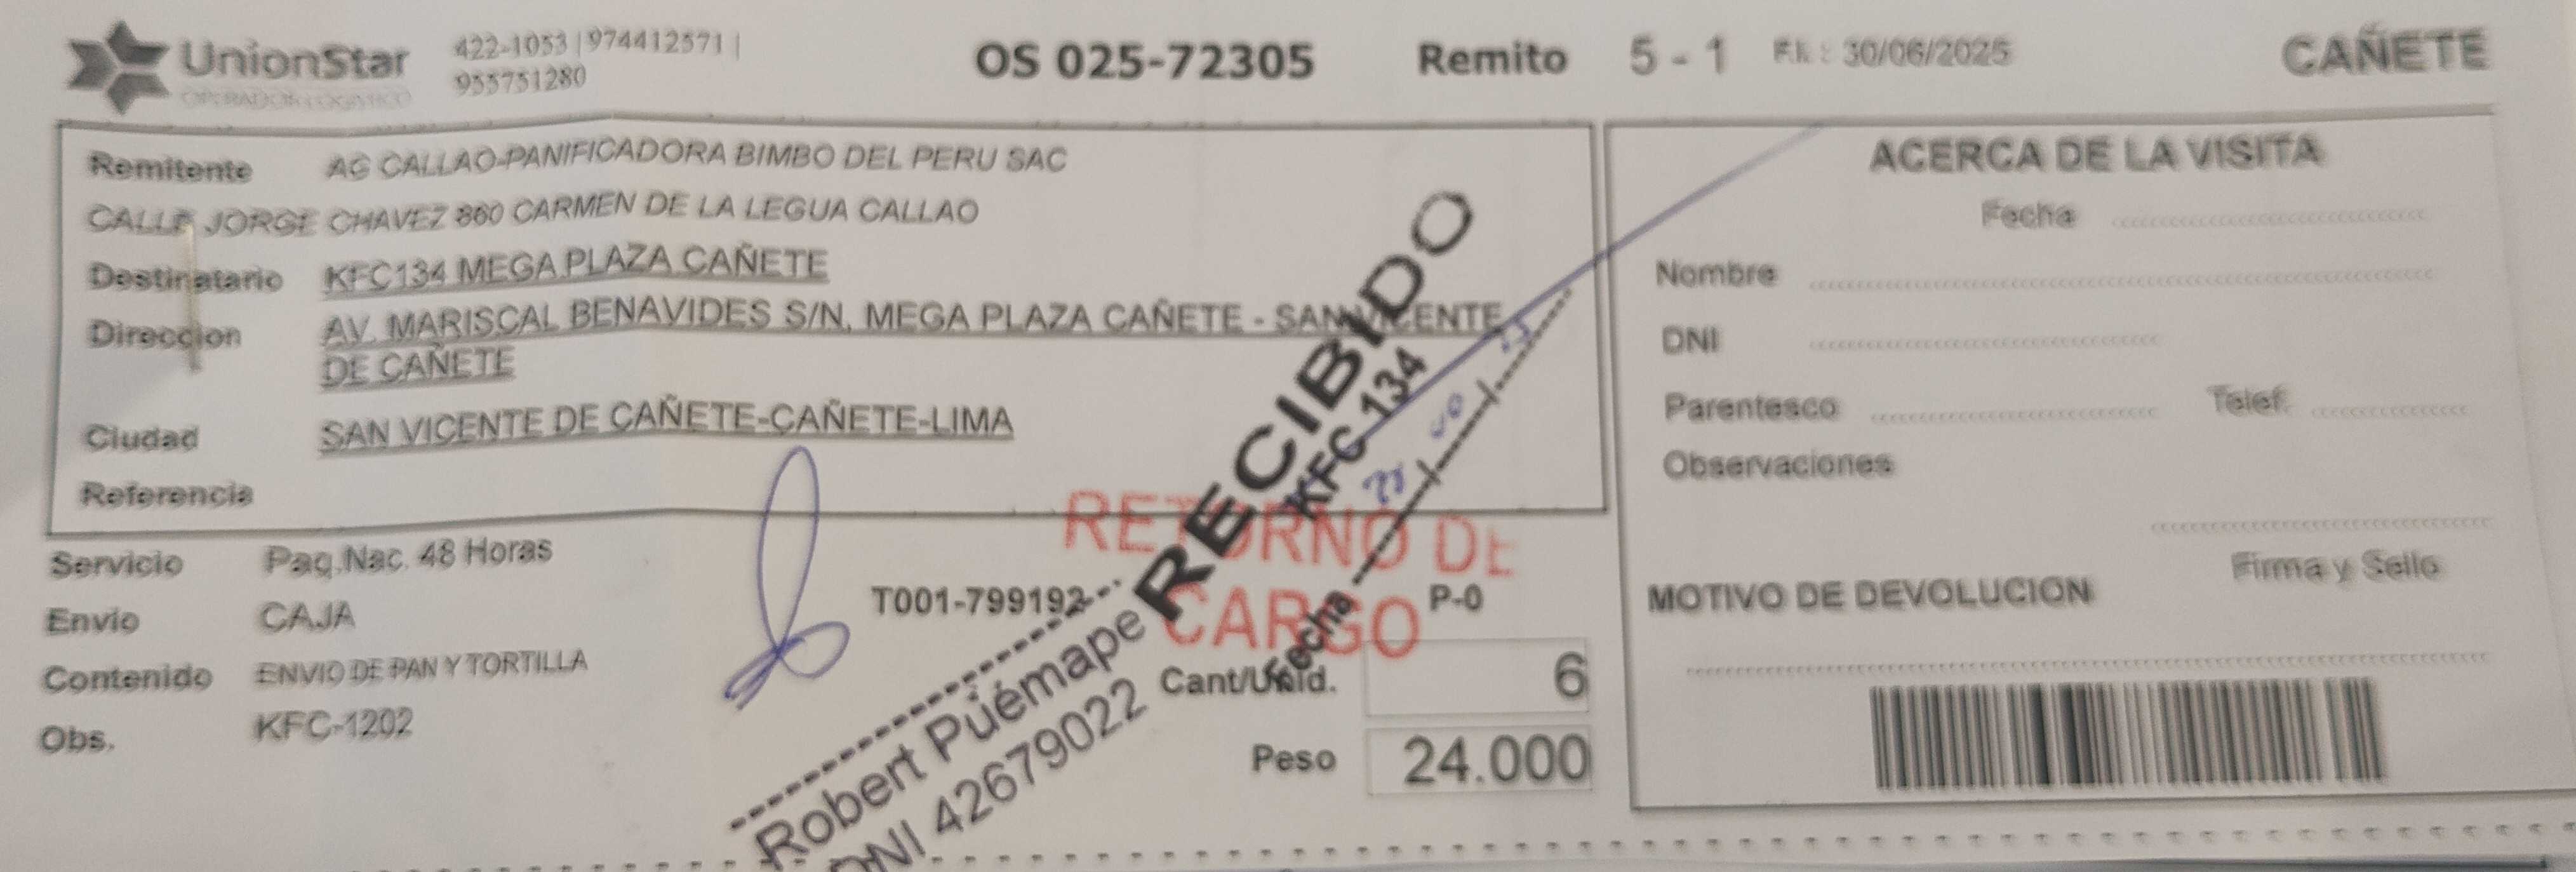 UnionStar
OPERADOR LOGISTICO
422-1053 | 974412571 |
955751280
OS 025-72305
Remito 5 - 1
F.I. : 30/06/2025
CAÑETE
Remitente AG CALLAO-PANIFICADORA BIMBO DEL PERU SAC
CALLE JORGE CHAVEZ 860 CARMEN DE LA LEGUA CALLAO
Destinatario KFC134 MEGA PLAZA CAÑETE
Direccion AV. MARISCAL BENAVIDES S/N, MEGA PLAZA CAÑETE - SAN VICENTE
DE CAÑETE
Ciudad SAN VICENTE DE CAÑETE-CAÑETE-LIMA
Referencia
Servicio Paq.Nac. 48 Horas
Envio CAJA
Contenido ENVIO DE PAN Y TORTILLA
Obs. KFC-1202
T001-799192
P-0
Cant/Unid. 6
Peso 24.000
RETORNO DE
CARGO
RECIBIDO
KFC-134
Fecha
Robert Puémape
DNI 42679022
ACERCA DE LA VISITA
Fecha
Nombre
DNI
Parentesco Telef.
Observaciones
Firma y Sello
MOTIVO DE DEVOLUCION